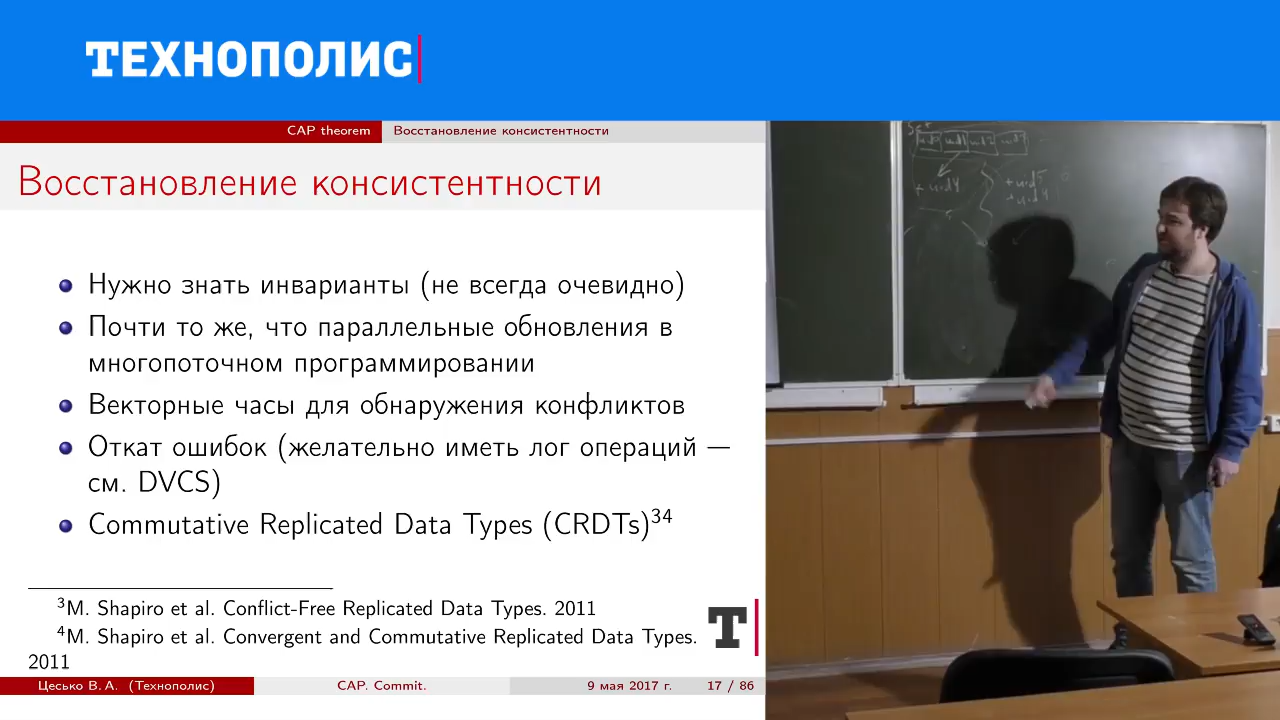 ТЕХНОПОЛИС
CAP theorem
Восстановление консистентности
Восстановление консистентности
Нужно знать инварианты (не всегда очевидно)
Почти то же, что параллельные обновления в
многопоточном программировании
Векторные часы для обнаружения конфликтов
Откат ошибок (желательно иметь лог операций —
см. DVCS)
Commutative Replicated Data Types (CRDTs)³⁴
³M. Shapiro et al. Conflict-Free Replicated Data Types. 2011
⁴M. Shapiro et al. Convergent and Commutative Replicated Data Types.
2011
Т
Цесько В. А. (Технополис)
CAP. Commit.
9 мая 2017 г.
17 / 86